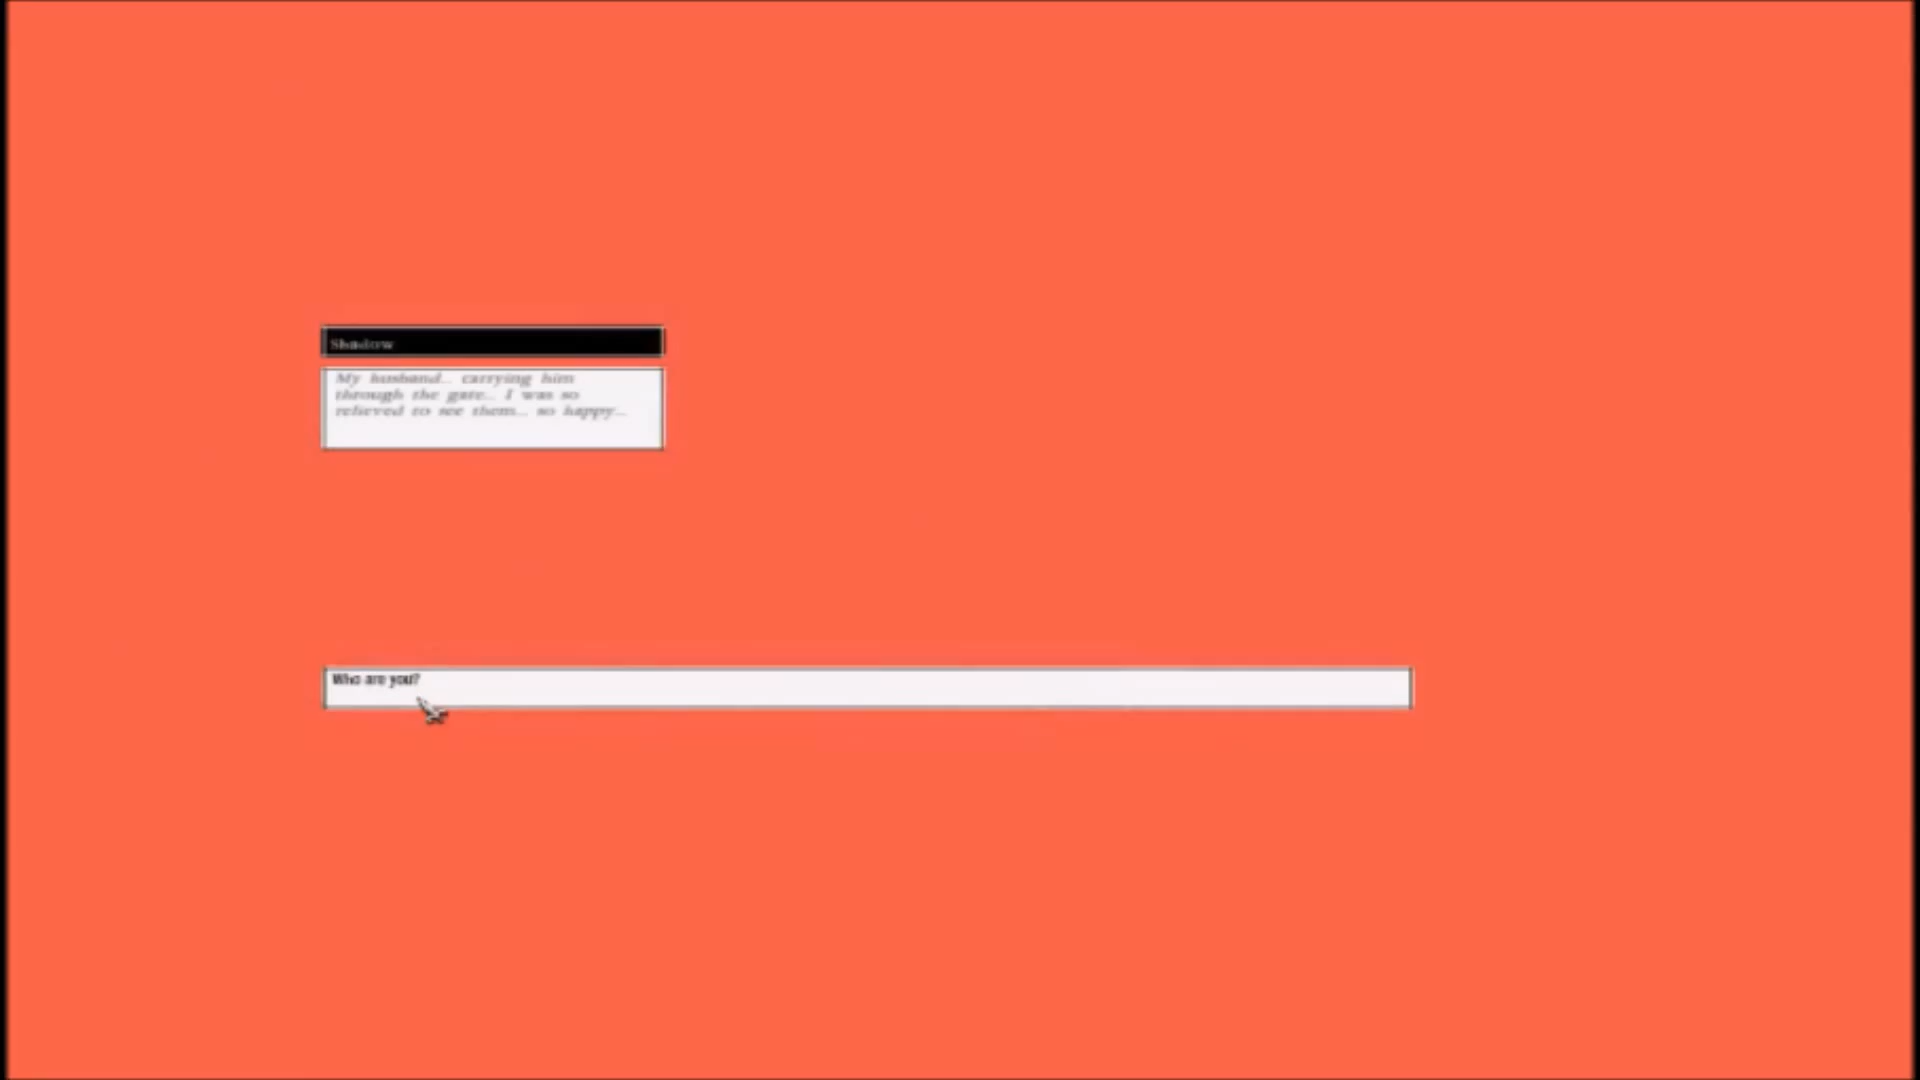 Shadow
My husband... carrying him
through the gate... I was so
relieved to see them... so happy...
Who are you?